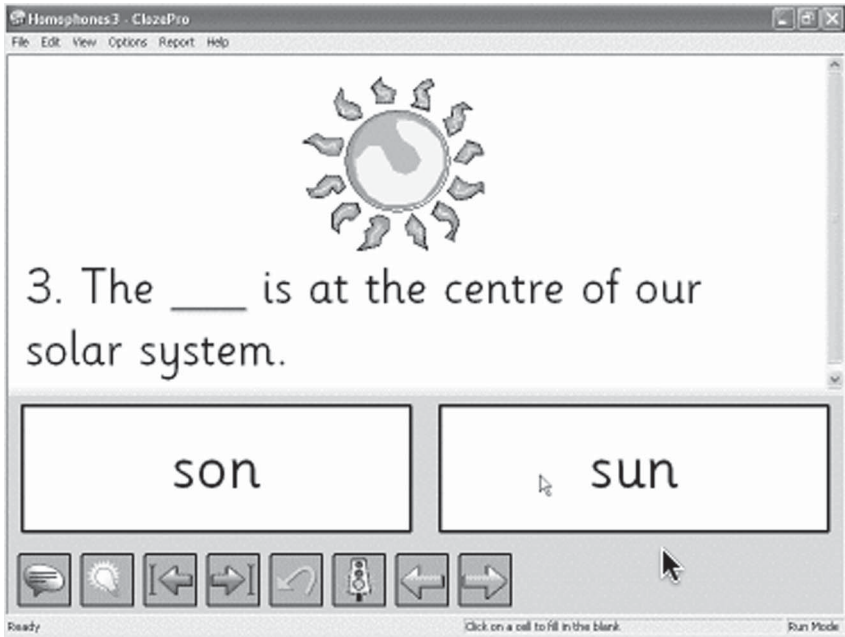 Homophones3 - ClozePro
File Edit View Options Report Help
3. The ___ is at the centre of our
solar system.
son
sun
Ready
Click on a cell to fill in the blank
Run Mode